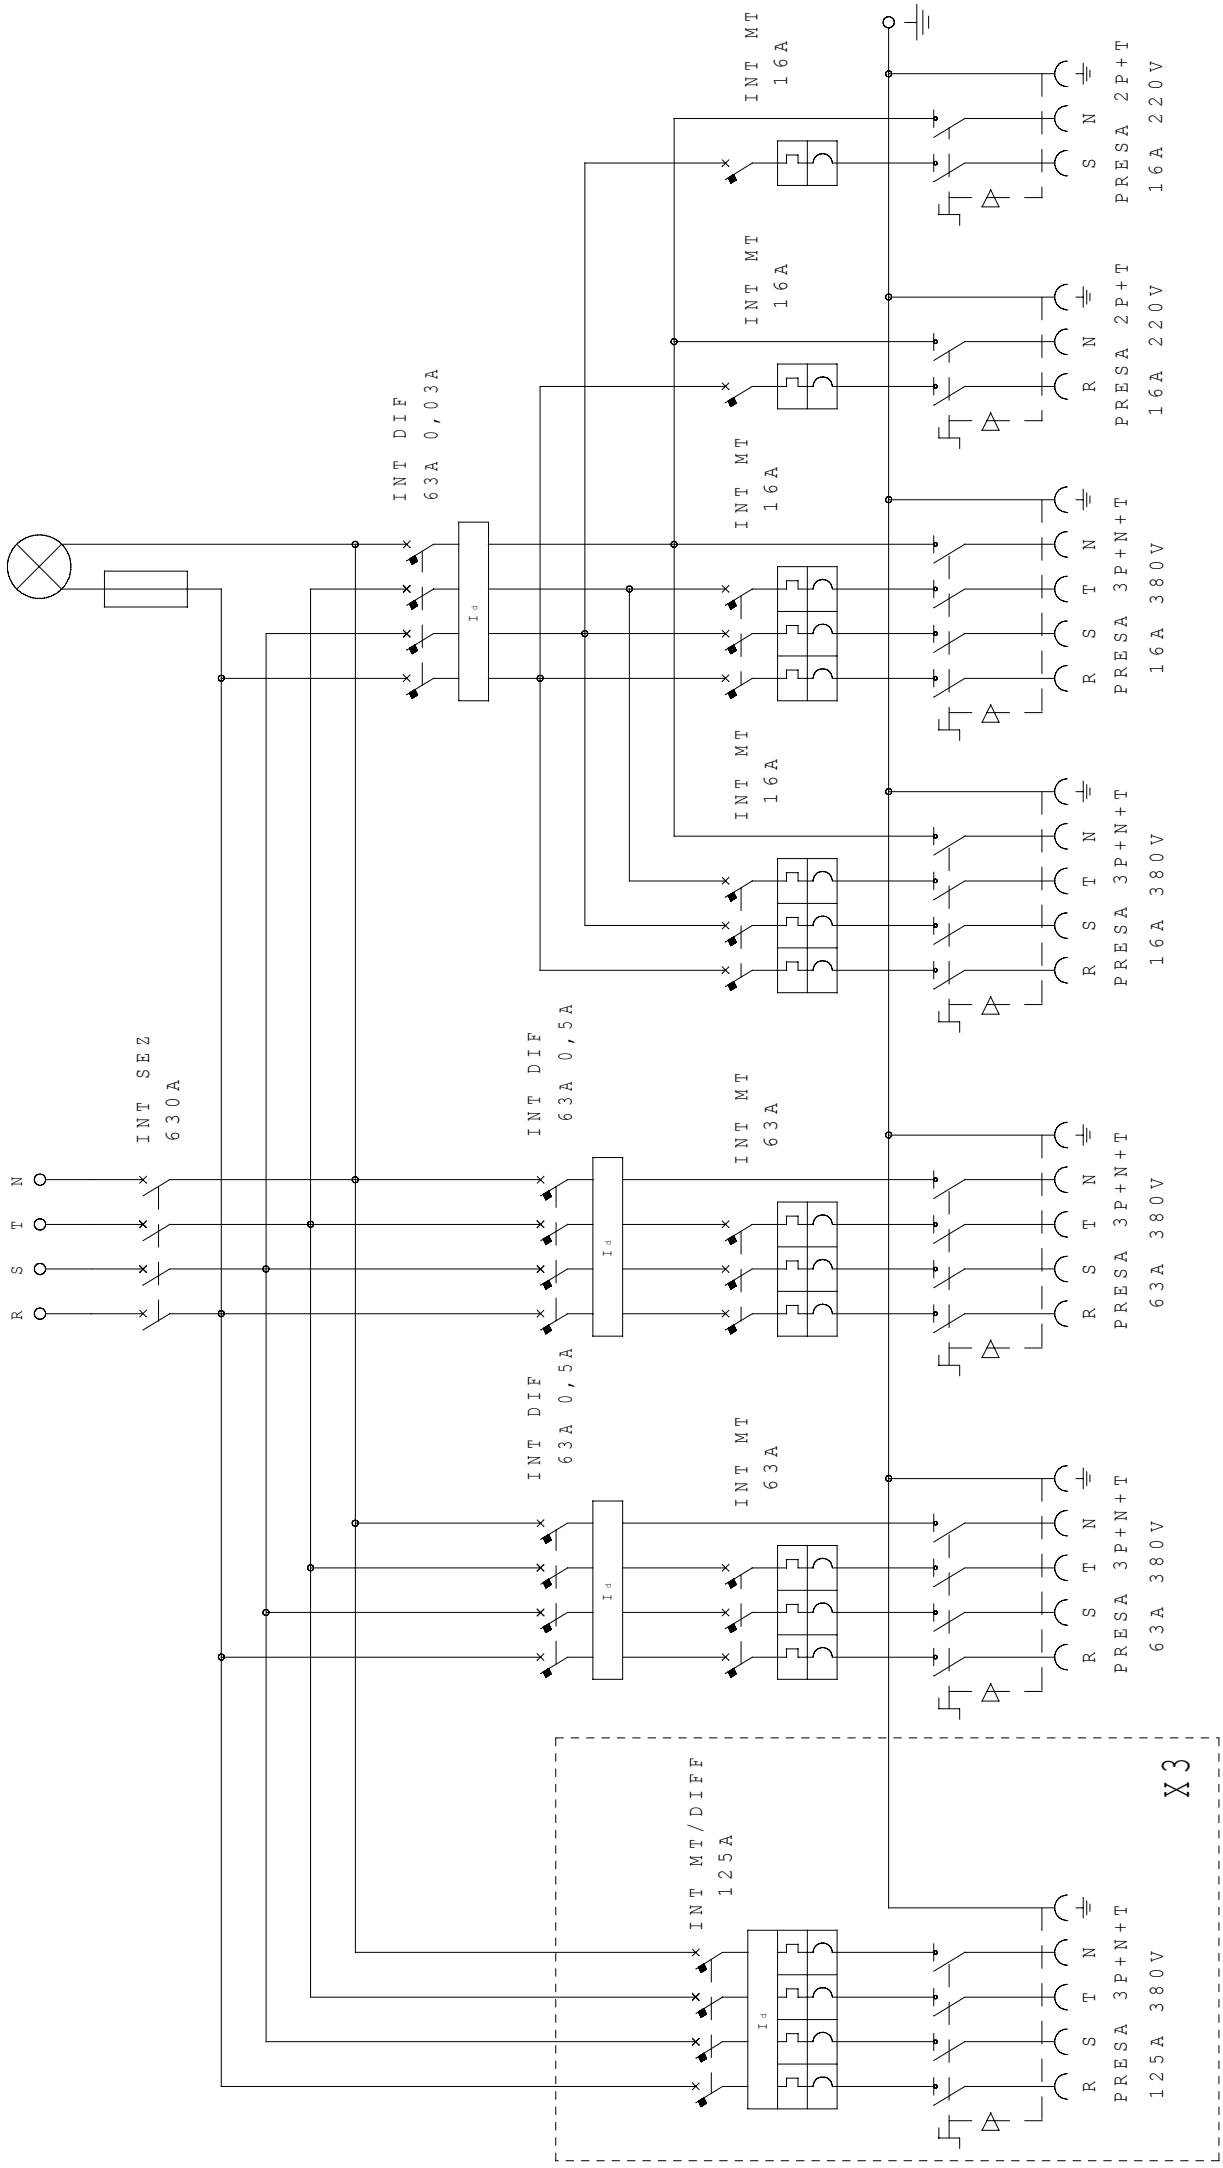 R S T N
INT SEZ
630A
INT DIF
63A 0,03A
INT DIF
63A 0,5A
INT DIF
63A 0,5A
Id
Id
Id
Id
INT MT/DIFF
125A
INT MT
63A
INT MT
63A
INT MT
16A
INT MT
16A
INT MT
16A
INT MT
16A
R S T N
PRESA 3P+N+T
125A 380V
X3
R S T N
PRESA 3P+N+T
63A 380V
R S T N
PRESA 3P+N+T
63A 380V
R S T N
PRESA 3P+N+T
16A 380V
R S T N
PRESA 3P+N+T
16A 380V
R N
PRESA 2P+T
16A 220V
S N
PRESA 2P+T
16A 220V